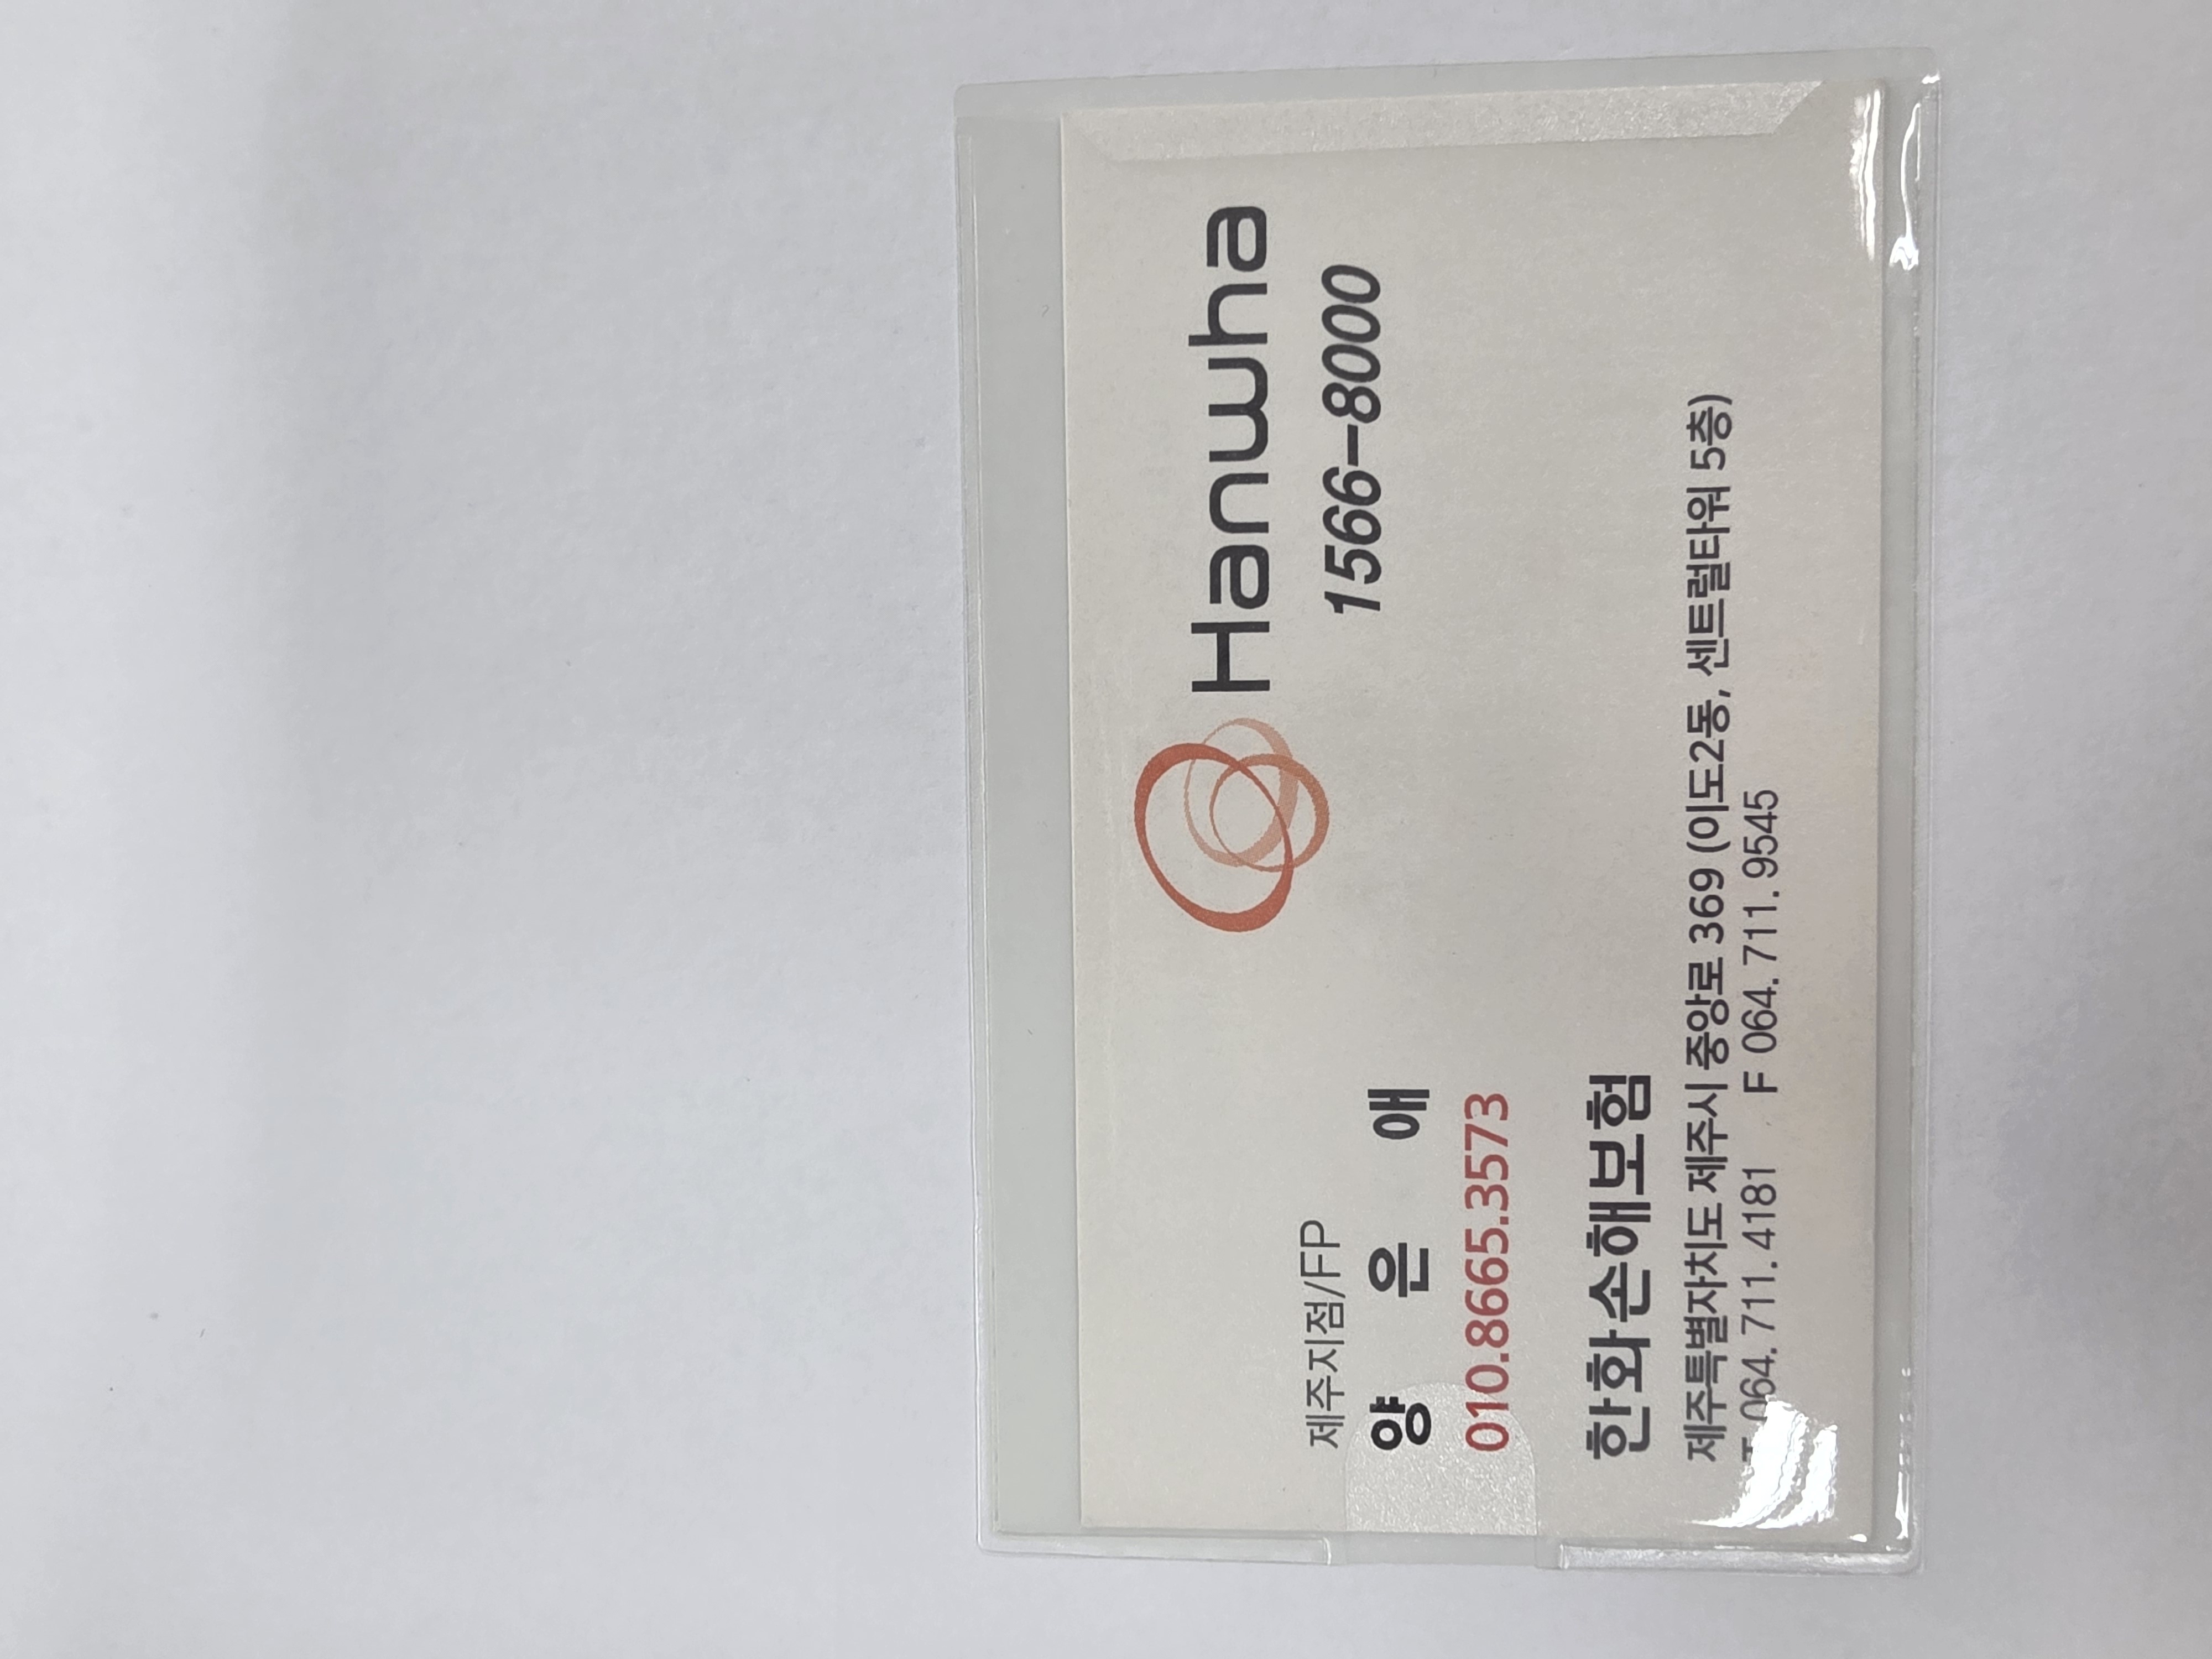 Hanwha
1566-8000
제주지점/FP
양 은 애
010.8665.3573
한화손해보험
제주특별자치도 제주시 중앙로 369 (이도2동, 센트럴타워 5층)
T 064. 711. 4181 F 064. 711. 9545